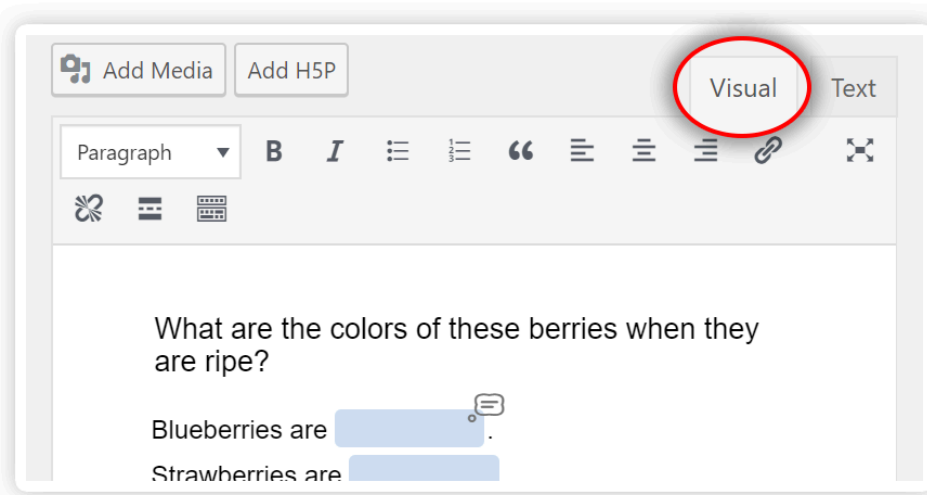 Add Media Add H5P
Visual Text
Paragraph
What are the colors of these berries when they
are ripe?
Blueberries are .
Strawberries are